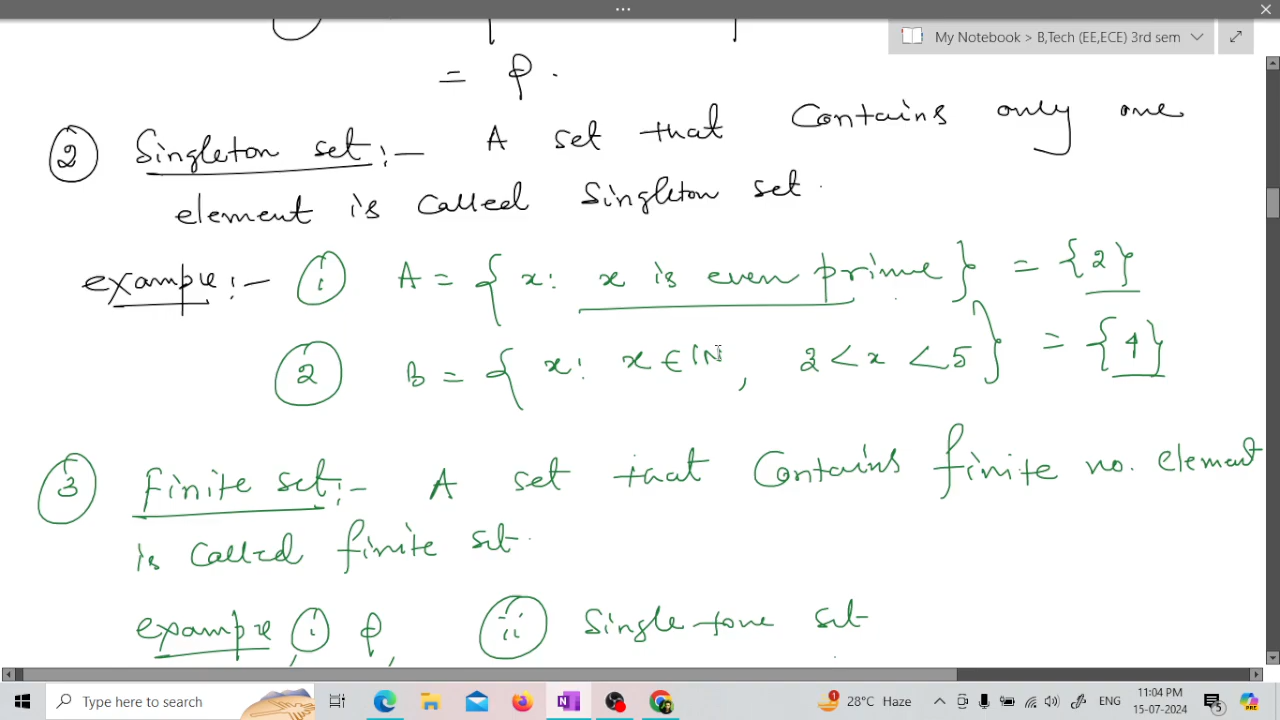 ...
My Notebook > B,Tech (EE,ECE) 3rd sem
= φ.
② Singleton set :- A set that Contains only one
element is called Singleton set.
example :- ① A = { x: x is even prime } = {2}
② B = { x: x ∈ IN, 3 < x < 5 } = {4}
③ Finite set :- A set that Contains finite no. element
is called finite set.
example, ⓘ φ, ⓘⓘ Single-tone set
Type here to search
28°C Haze
ENG
11:04 PM
15-07-2024
5
1